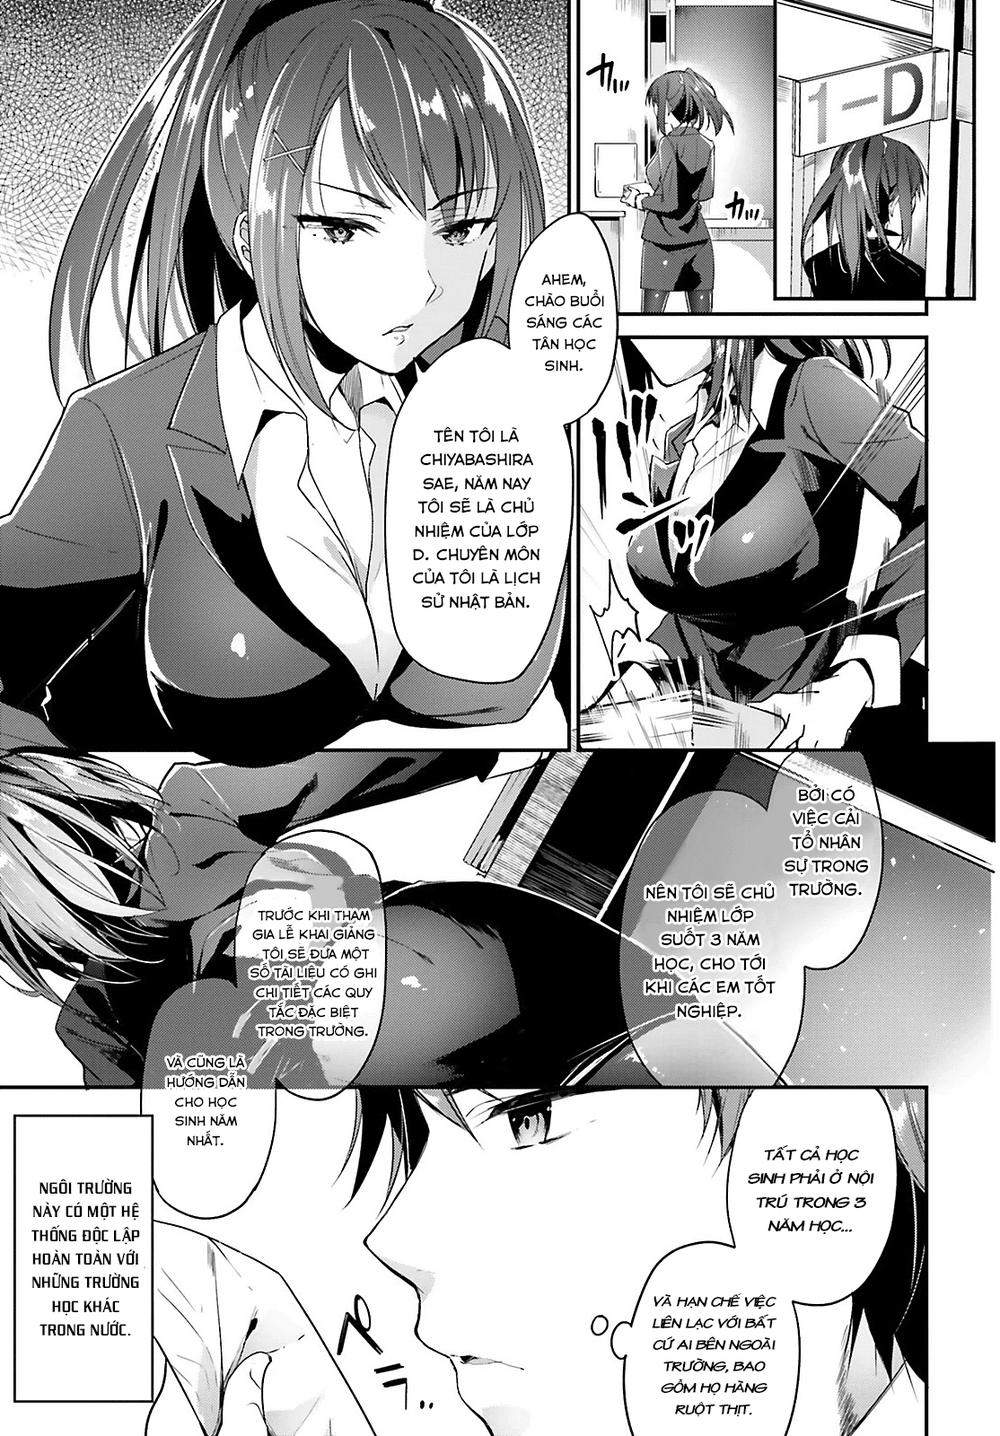 1-D
カッ…
カッ…
AHEM,
CHÀO BUỔI
SÁNG CÁC
TÂN HỌC
SINH.
TÊN TÔI LÀ
CHIYABASHIRA
SAE, NĂM NAY
TÔI SẼ LÀ CHỦ
NHIỆM CỦA LỚP
D. CHUYÊN MÔN
CỦA TÔI LÀ LỊCH
SỬ NHẬT BẢN.
BỞI CÓ
VIỆC CẢI
TỔ NHÂN
SỰ TRONG
TRƯỜNG.
NÊN TÔI SẼ CHỦ
NHIỆM LỚP
SUỐT 3 NĂM
HỌC, CHO TỚI
KHI CÁC EM TỐT
NGHIỆP.
TRƯỚC KHI THAM
GIA LỄ KHAI GIẢNG
TÔI SẼ ĐƯA MỘT
SỐ TÀI LIỆU CÓ GHI
CHI TIẾT CÁC QUY
TẮC ĐẶC BIỆT
TRONG TRƯỜNG.
VÀ CŨNG LÀ
HƯỚNG DẪN
CHO HỌC
SINH NĂM
NHẤT.
TẤT CẢ HỌC
SINH PHẢI Ở NỘI
TRÚ TRONG 3
NĂM HỌC...
VÀ HẠN CHẾ VIỆC
LIÊN LẠC VỚI BẤT
CỨ AI BÊN NGOÀI
TRƯỜNG, BAO
GỒM HỌ HÀNG
RUỘT THỊT.
NGÔI TRƯỜNG
NÀY CÓ MỘT HỆ
THỐNG ĐỘC LẬP
HOÀN TOÀN VỚI
NHỮNG TRƯỜNG
HỌC KHÁC
TRONG NƯỚC.